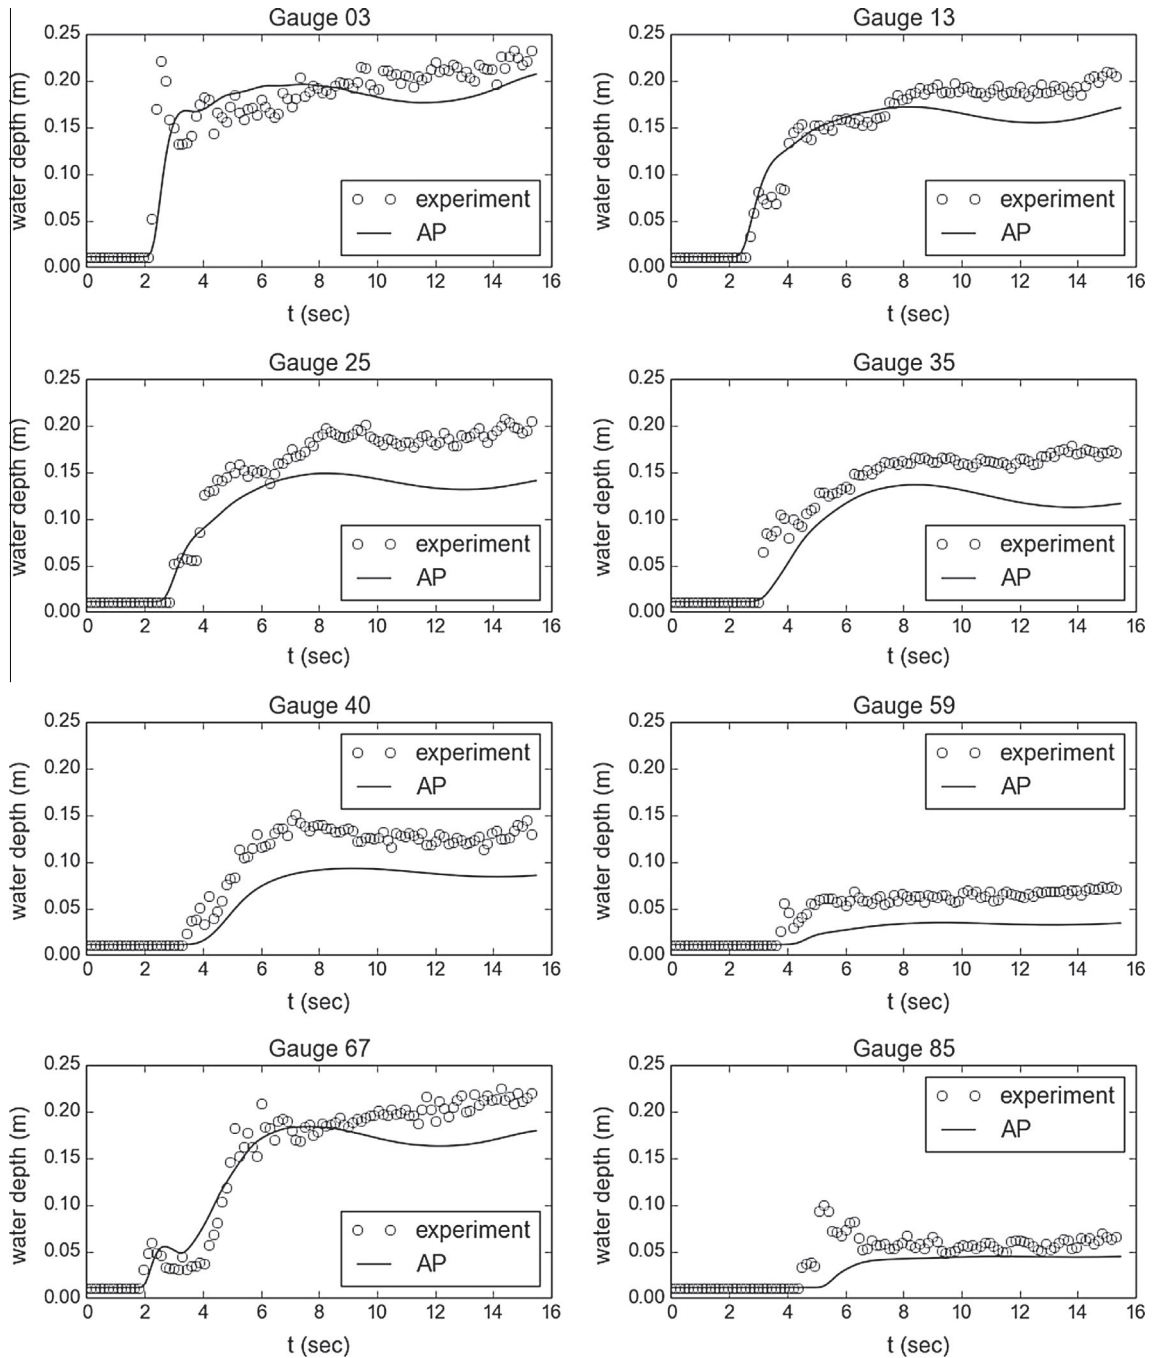 Gauge 03
water depth (m)
0.25
0.20
0.15
0.10
0.05
0.00
experiment
AP
0 2 4 6 8 10 12 14 16
t (sec)
Gauge 13
water depth (m)
0.25
0.20
0.15
0.10
0.05
0.00
experiment
AP
0 2 4 6 8 10 12 14 16
t (sec)
Gauge 25
water depth (m)
0.25
0.20
0.15
0.10
0.05
0.00
experiment
AP
0 2 4 6 8 10 12 14 16
t (sec)
Gauge 35
water depth (m)
0.25
0.20
0.15
0.10
0.05
0.00
experiment
AP
0 2 4 6 8 10 12 14 16
t (sec)
Gauge 40
water depth (m)
0.25
0.20
0.15
0.10
0.05
0.00
experiment
AP
0 2 4 6 8 10 12 14 16
t (sec)
Gauge 59
water depth (m)
0.25
0.20
0.15
0.10
0.05
0.00
experiment
AP
0 2 4 6 8 10 12 14 16
t (sec)
Gauge 67
water depth (m)
0.25
0.20
0.15
0.10
0.05
0.00
experiment
AP
0 2 4 6 8 10 12 14 16
t (sec)
Gauge 85
water depth (m)
0.25
0.20
0.15
0.10
0.05
0.00
experiment
AP
0 2 4 6 8 10 12 14 16
t (sec)